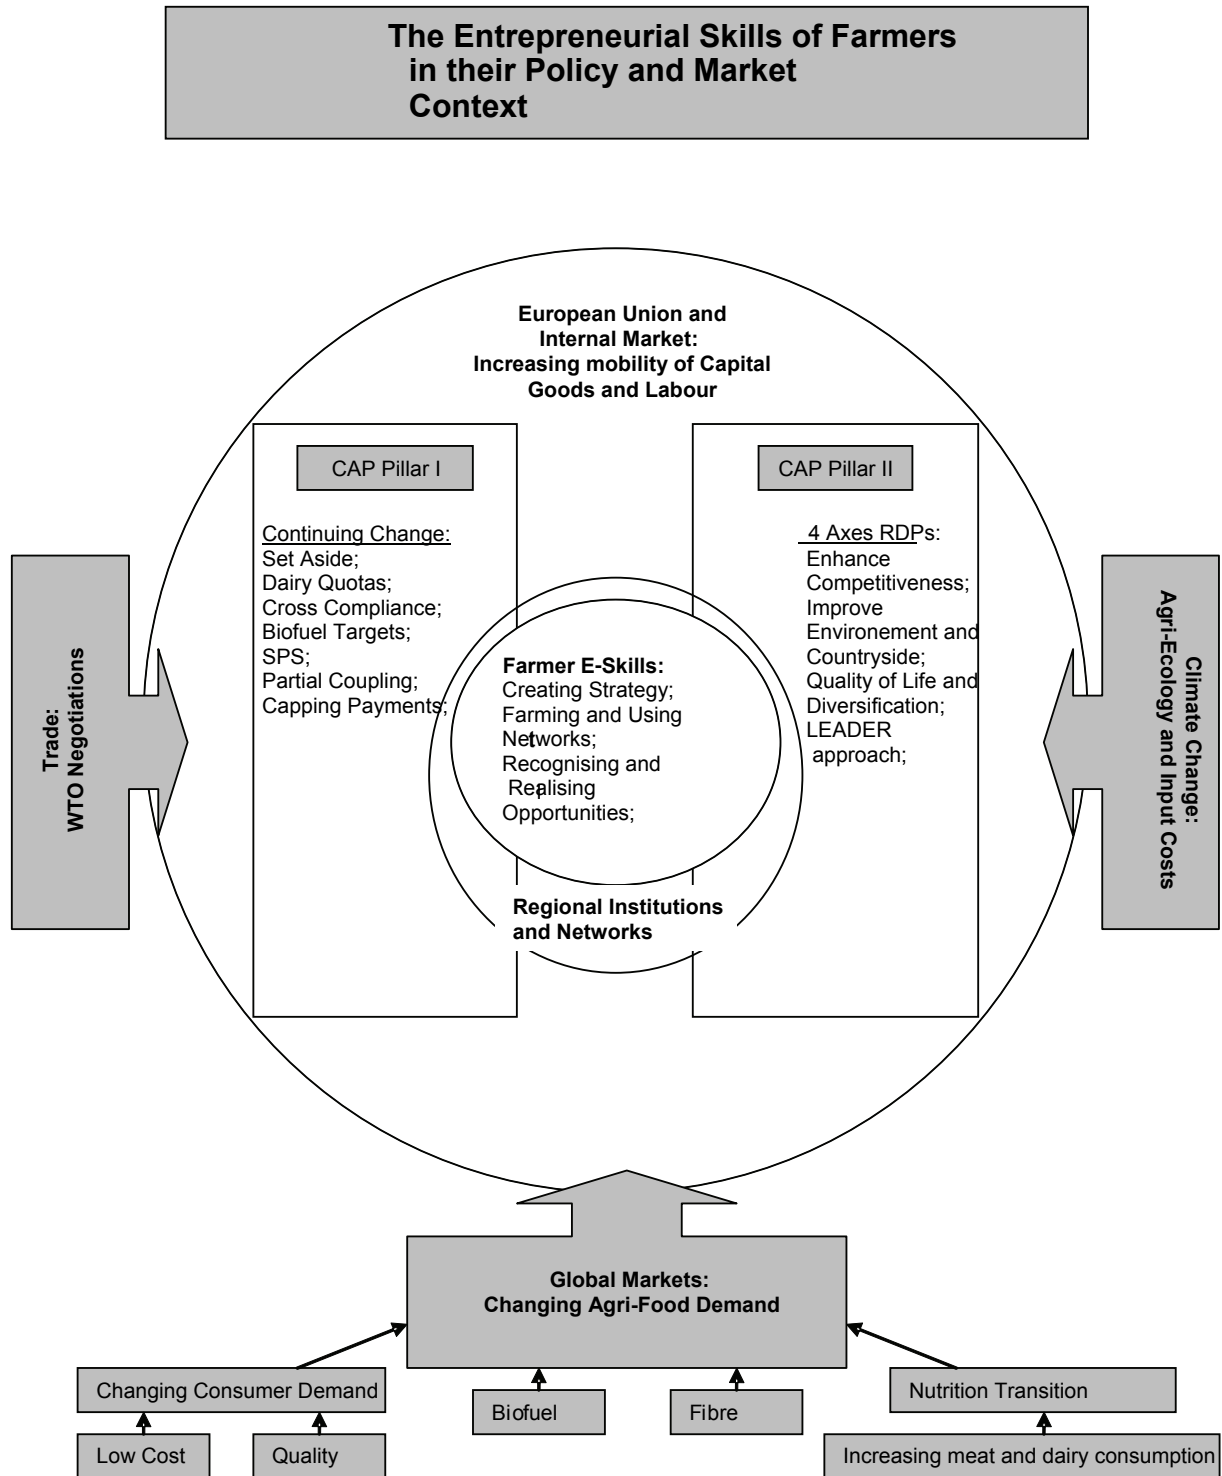 The Entrepreneurial Skills of Farmers
in their Policy and Market
Context
European Union and
Internal Market:
Increasing mobility of Capital
Goods and Labour
CAP Pillar I
Continuing Change:
Set Aside;
Dairy Quotas;
Cross Compliance;
Biofuel Targets;
SPS;
Partial Coupling;
Capping Payments;
CAP Pillar II
4 Axes RDPs:
Enhance
Competitiveness;
Improve
Environement and
Countryside;
Quality of Life and
Diversification;
LEADER
approach;
Trade:
WTO Negotiations
Farmer E-Skills:
Creating Strategy;
Farming and Using
Networks;
Recognising and
Realising
Opportunities;
Regional Institutions
and Networks
Climate Change:
Agri-Ecology and Input Costs
Global Markets:
Changing Agri-Food Demand
Changing Consumer Demand
Biofuel
Fibre
Nutrition Transition
Low Cost
Quality
Increasing meat and dairy consumption